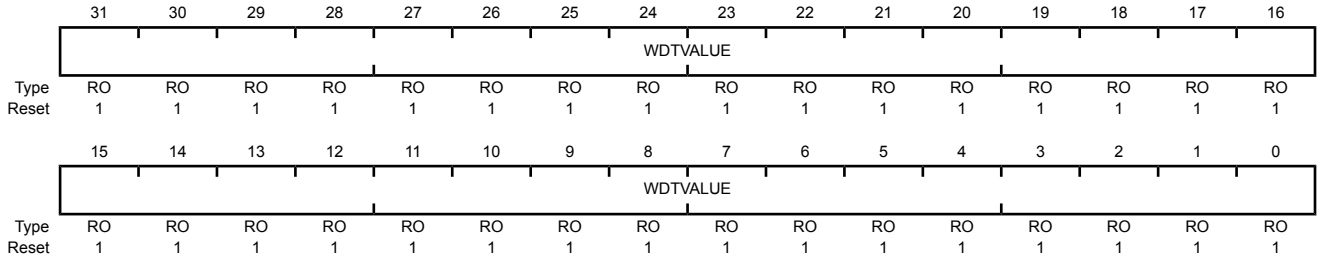 31 30 29 28 27 26 25 24 23 22 21 20 19 18 17 16
WDTVALUE
Type RO RO RO RO RO RO RO RO RO RO RO RO RO RO RO RO
Reset 1 1 1 1 1 1 1 1 1 1 1 1 1 1 1 1
15 14 13 12 11 10 9 8 7 6 5 4 3 2 1 0
WDTVALUE
Type RO RO RO RO RO RO RO RO RO RO RO RO RO RO RO RO
Reset 1 1 1 1 1 1 1 1 1 1 1 1 1 1 1 1